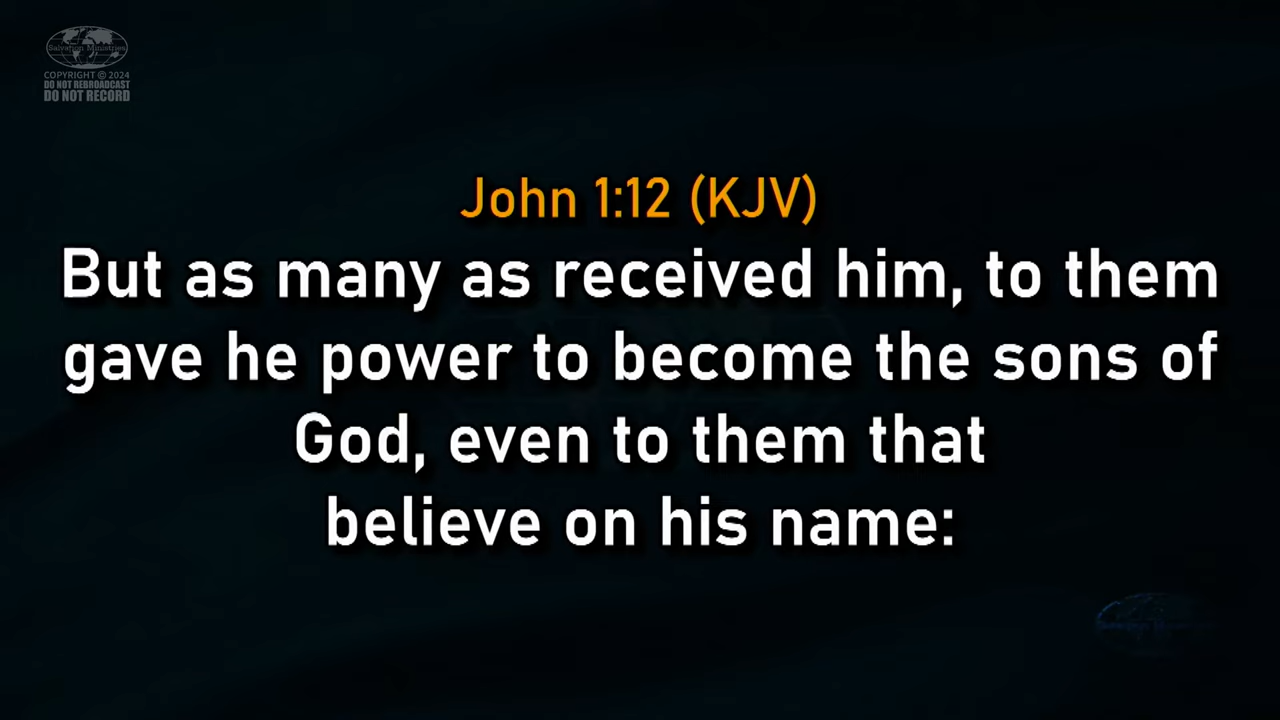 Salvation Ministries
COPYRIGHT © 2024
DO NOT REBROADCAST
DO NOT RECORD
John 1:12 (KJV)
But as many as received him, to them
gave he power to become the sons of
God, even to them that
believe on his name: